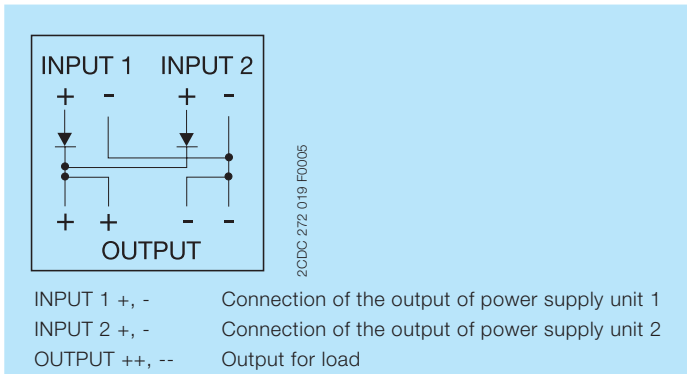 INPUT 1 INPUT 2
+ - + -
+ + - -
OUTPUT
2CDC 272 019 F0005
INPUT 1 +, - Connection of the output of power supply unit 1
INPUT 2 +, - Connection of the output of power supply unit 2
OUTPUT ++, -- Output for load